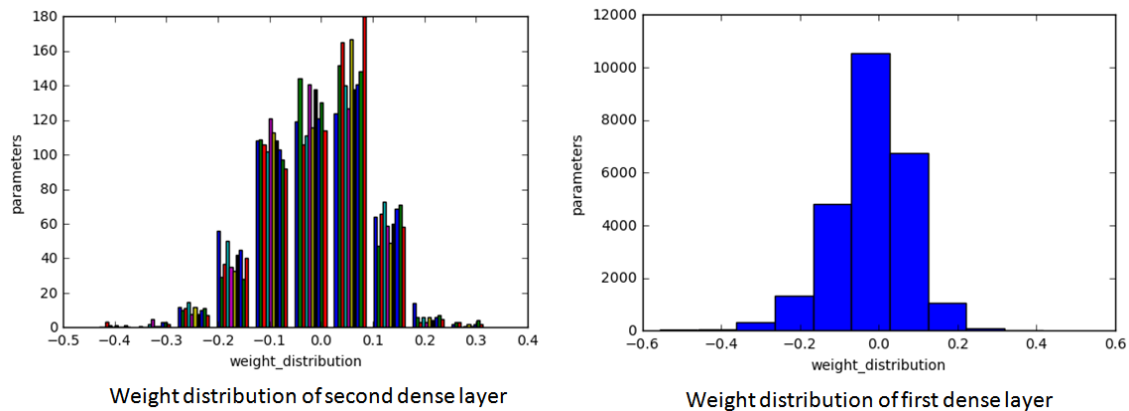 180
160
140
120
100
80
60
40
20
0
parameters
−0.5 −0.4 −0.3 −0.2 −0.1 0.0 0.1 0.2 0.3 0.4
weight_distribution
Weight distribution of second dense layer
12000
10000
8000
6000
4000
2000
0
parameters
−0.6 −0.4 −0.2 0.0 0.2 0.4 0.6
weight_distribution
Weight distribution of first dense layer